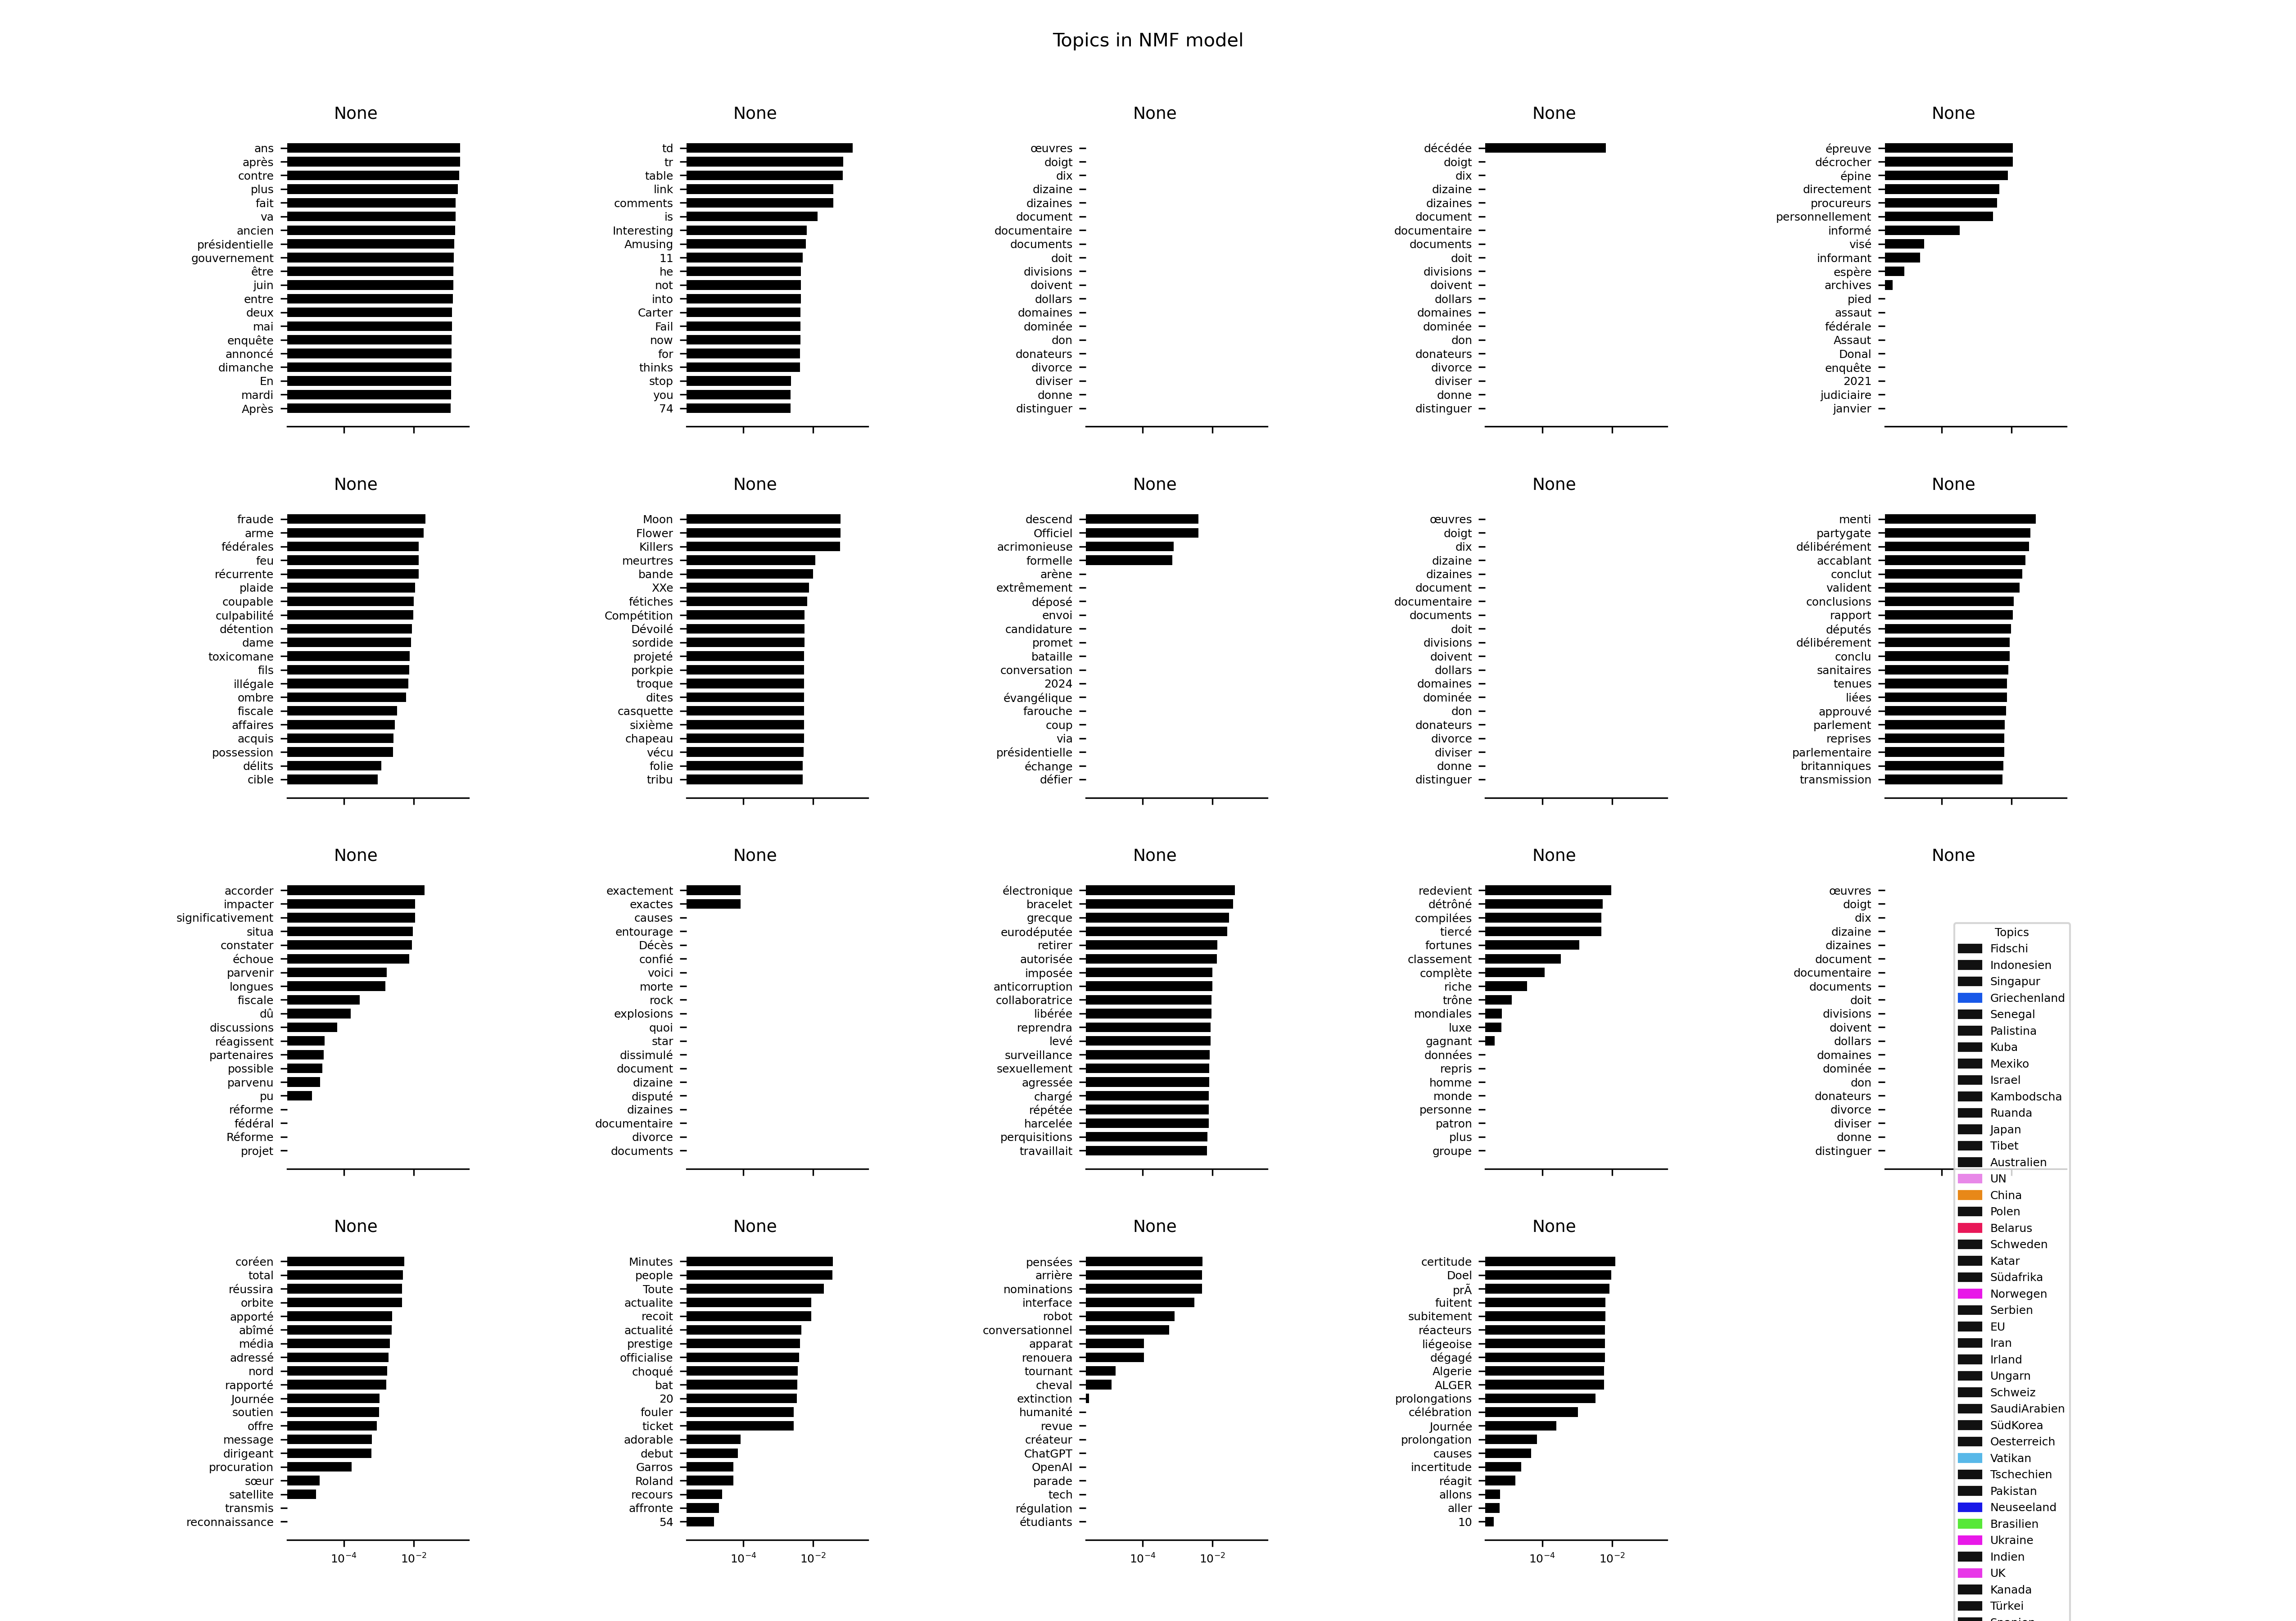 Topics in NMF model
None
ans
après
contre
plus
fait
va
ancien
présidentielle
gouvernement
être
juin
entre
deux
mai
enquête
annoncé
dimanche
En
mardi
Après
None
td
tr
table
link
comments
is
Interesting
Amusing
11
he
not
into
Carter
Fail
now
for
thinks
stop
you
74
None
œuvres
doigt
dix
dizaine
dizaines
document
documentaire
documents
doit
divisions
doivent
dollars
domaines
dominée
don
donateurs
divorce
diviser
donne
distinguer
None
décédée
doigt
dix
dizaine
dizaines
document
documentaire
documents
doit
divisions
doivent
dollars
domaines
dominée
don
donateurs
divorce
diviser
donne
distinguer
None
épreuve
décrocher
épine
directement
procureurs
personnellement
informé
visé
informant
espère
archives
pied
assaut
fédérale
Assaut
Donal
enquête
2021
judiciaire
janvier
None
fraude
arme
fédérales
feu
récurrente
plaide
coupable
culpabilité
détention
dame
toxicomane
fils
illégale
ombre
fiscale
affaires
acquis
possession
délits
cible
None
Moon
Flower
Killers
meurtres
bande
XXe
fétiches
Compétition
Dévoilé
sordide
projeté
porkpie
troque
dites
casquette
sixième
chapeau
vécu
folie
tribu
None
descend
Officiel
acrimonieuse
formelle
arène
extrêmement
déposé
envoi
candidature
promet
bataille
conversation
2024
évangélique
farouche
coup
via
présidentielle
échange
défier
None
œuvres
doigt
dix
dizaine
dizaines
document
documentaire
documents
doit
divisions
doivent
dollars
domaines
dominée
don
donateurs
divorce
diviser
donne
distinguer
None
menti
partygate
délibérément
accablant
conclut
valident
conclusions
rapport
députés
délibérement
conclu
sanitaires
tenues
liées
approuvé
parlement
reprises
parlementaire
britanniques
transmission
None
accorder
impacter
significativement
situa
constater
échoue
parvenir
longues
fiscale
dû
discussions
réagissent
partenaires
possible
parvenu
pu
réforme
fédéral
Réforme
projet
None
exactement
exactes
causes
entourage
Décès
confié
voici
morte
rock
explosions
quoi
star
dissimulé
document
dizaine
disputé
dizaines
documentaire
divorce
documents
None
électronique
bracelet
grecque
eurodéputée
retirer
autorisée
imposée
anticorruption
collaboratrice
libérée
reprendra
levé
surveillance
sexuellement
agressée
chargé
répétée
harcelée
perquisitions
travaillait
None
redevient
détrôné
compilées
tiercé
fortunes
classement
complète
riche
trône
mondiales
luxe
gagnant
données
repris
homme
monde
personne
patron
plus
groupe
None
œuvres
doigt
dix
dizaine
dizaines
document
documentaire
documents
doit
divisions
doivent
dollars
domaines
dominée
don
donateurs
divorce
diviser
donne
distinguer
None
coréen
total
réussira
orbite
apporté
abîmé
média
adressé
nord
rapporté
Journée
soutien
offre
message
dirigeant
procuration
sœur
satellite
transmis
reconnaissance
10⁻⁴ 10⁻²
None
Minutes
people
Toute
actualite
recoit
actualité
prestige
officialise
choqué
bat
20
fouler
ticket
adorable
debut
Garros
Roland
recours
affronte
54
10⁻⁴ 10⁻²
None
pensées
arrière
nominations
interface
robot
conversationnel
apparat
renouera
tournant
cheval
extinction
humanité
revue
créateur
ChatGPT
OpenAI
parade
tech
régulation
étudiants
10⁻⁴ 10⁻²
None
certitude
Doel
prÃ
fuitent
subitement
réacteurs
liégeoise
dégagé
Algerie
ALGER
prolongations
célébration
Journée
prolongation
causes
incertitude
réagit
allons
aller
10
10⁻⁴ 10⁻²
Topics
Fidschi
Indonesien
Singapur
Griechenland
Senegal
Palistina
Kuba
Mexiko
Israel
Kambodscha
Ruanda
Japan
Tibet
Australien
UN
China
Polen
Belarus
Schweden
Katar
Südafrika
Norwegen
Serbien
EU
Iran
Irland
Ungarn
Schweiz
SaudiArabien
SüdKorea
Oesterreich
Vatikan
Tschechien
Pakistan
Neuseeland
Brasilien
Ukraine
Indien
UK
Kanada
Türkei